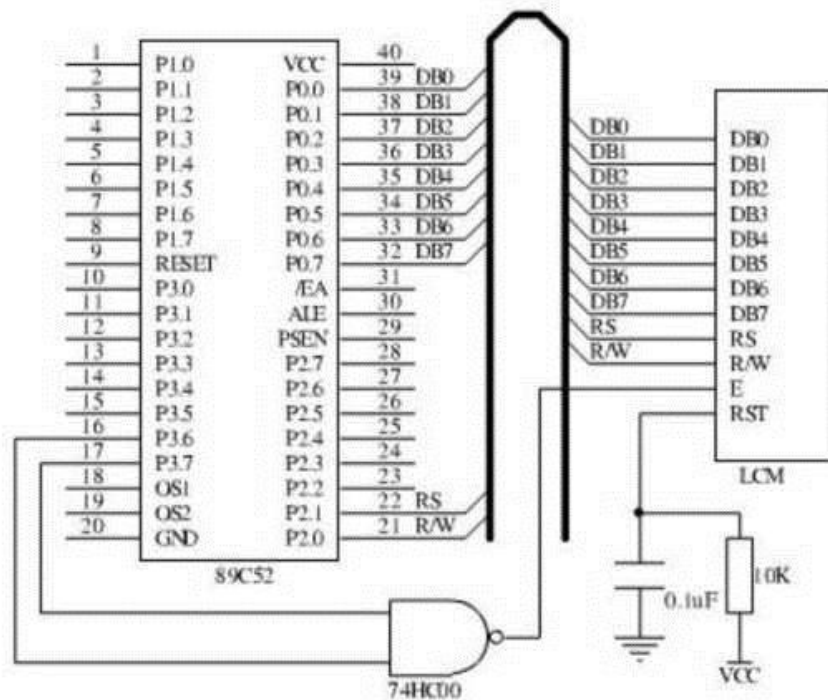 1 P1.0 VCC 40
2 P1.1 P0.0 39 DB0
3 P1.2 P0.1 38 DB1
4 P1.3 P0.2 37 DB2
5 P1.4 P0.3 36 DB3
6 P1.5 P0.4 35 DB4
7 P1.6 P0.5 34 DB5
8 P1.7 P0.6 33 DB6
9 RESET P0.7 32 DB7
10 P3.0 /EA 31
11 P3.1 ALE 30
12 P3.2 PSEN 29
13 P3.3 P2.7 28
14 P3.4 P2.6 27
15 P3.5 P2.5 26
16 P3.6 P2.4 25
17 P3.7 P2.3 24
18 OS1 P2.2 23
19 OS2 P2.1 22 RS
20 GND P2.0 21 R/W
89C52
DB0 DB0
DB1 DB1
DB2 DB2
DB3 DB3
DB4 DB4
DB5 DB5
DB6 DB6
DB7 DB7
RS RS
R/W R/W
E
RST
LCM
0.1uF
10K
VCC
74HC00